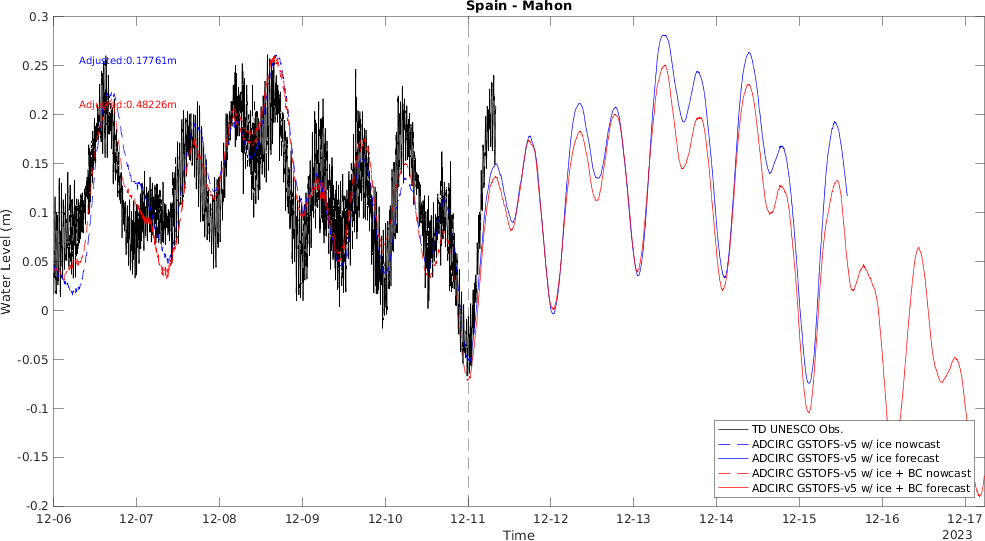 Spain - Mahon
0.3
0.25
0.2
0.15
0.1
0.05
0
-0.05
-0.1
-0.15
-0.2
Water Level (m)
Adjusted:0.17761m
Adjusted:0.48226m
TD UNESCO Obs.
ADCIRC GSTOFS-v5 w/ ice nowcast
ADCIRC GSTOFS-v5 w/ ice forecast
ADCIRC GSTOFS-v5 w/ ice + BC nowcast
ADCIRC GSTOFS-v5 w/ ice + BC forecast
12-06 12-07 12-08 12-09 12-10 12-11 12-12 12-13 12-14 12-15 12-16 12-17
Time
2023